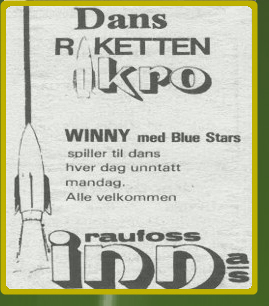 Dans
RAKETTEN
kro
WINNY med Blue Stars
spiller til dans
hver dag unntatt
mandag.
Alle velkommen
raufoss
inn a/s